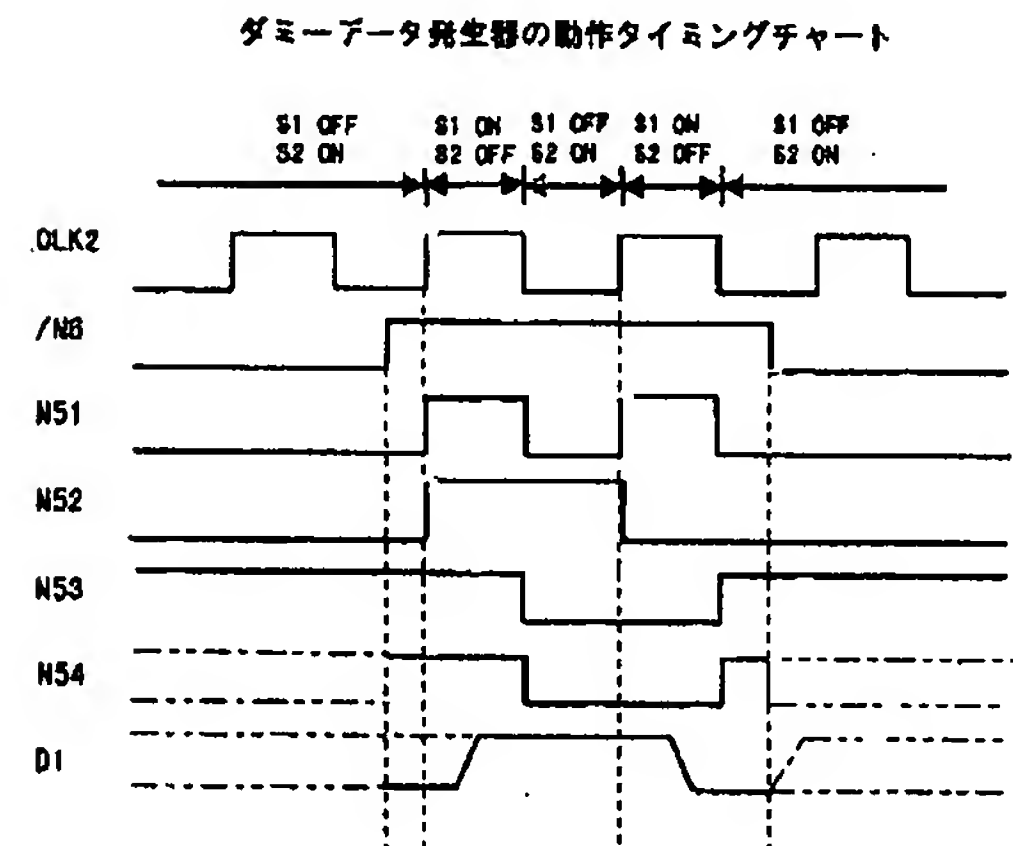 ダミーデータ発生器の動作タイミングチャート
S1 OFF S1 ON S1 OFF S1 ON S1 OFF
S2 ON S2 OFF S2 ON S2 OFF S2 ON
CLK2
/N6
N51
N52
N53
N54
D1